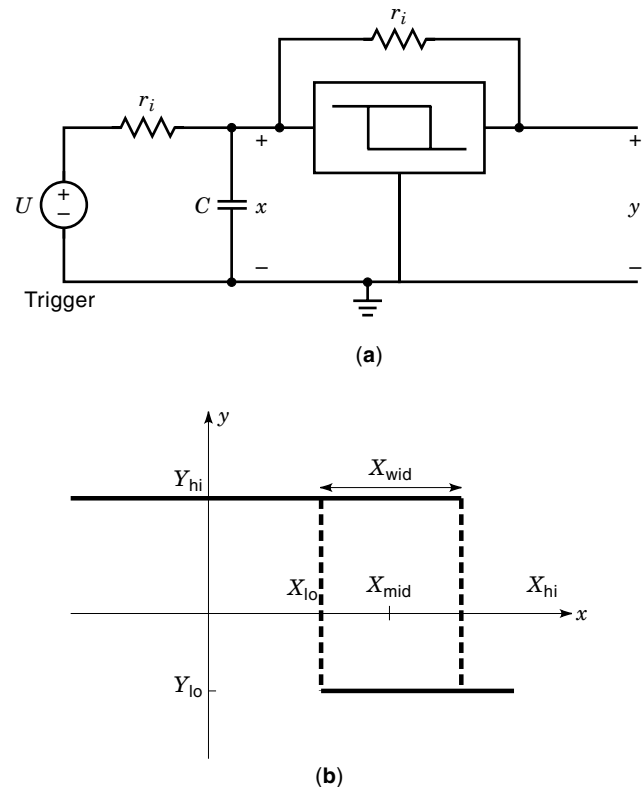 r_i
r_i
+ +
U + − C x y
− −
Trigger
(a)
y
Y_hi X_wid
X_lo X_mid X_hi
x
Y_lo
(b)